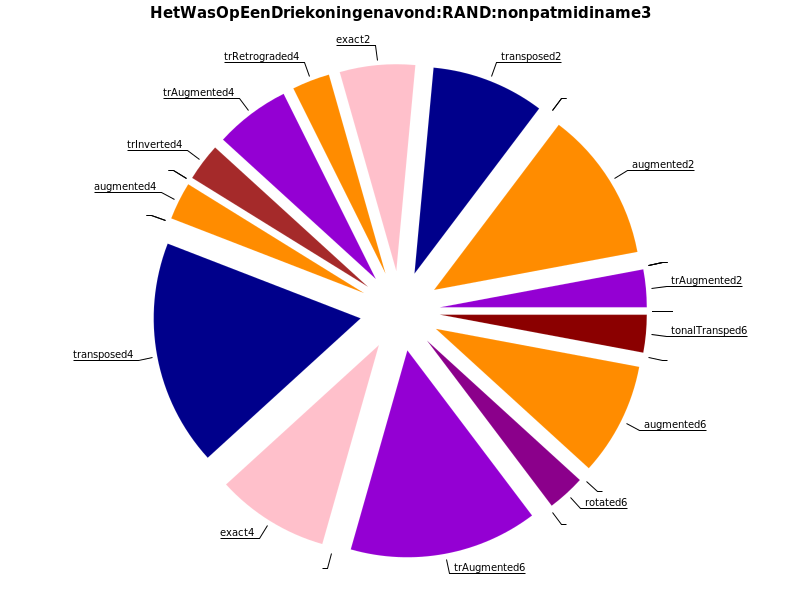 HetWasOpEenDriekoningenavond:RAND:nonpatmidiname3
exact2
trRetrograded4
transposed2
trAugmented4
trInverted4
augmented2
augmented4
trAugmented2
tonalTransped6
transposed4
augmented6
rotated6
exact4
trAugmented6